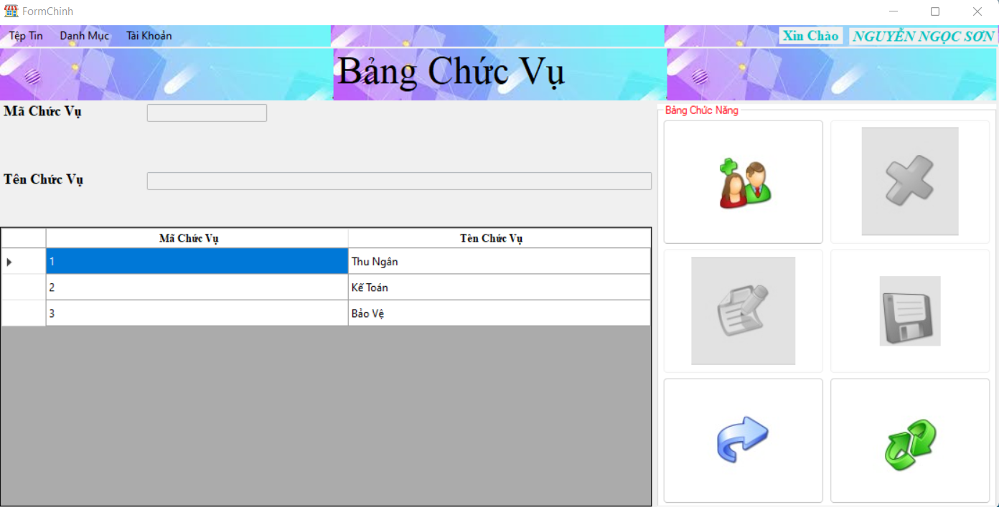 FormChinh
Tệp Tin Danh Mục Tài Khoản
Xin Chào NGUYỄN NGỌC SƠN
Bảng Chức Vụ
Mã Chức Vụ
Tên Chức Vụ
Mã Chức Vụ Tên Chức Vụ
1 Thu Ngân
2 Kế Toán
3 Bảo Vệ
Bảng Chức Năng